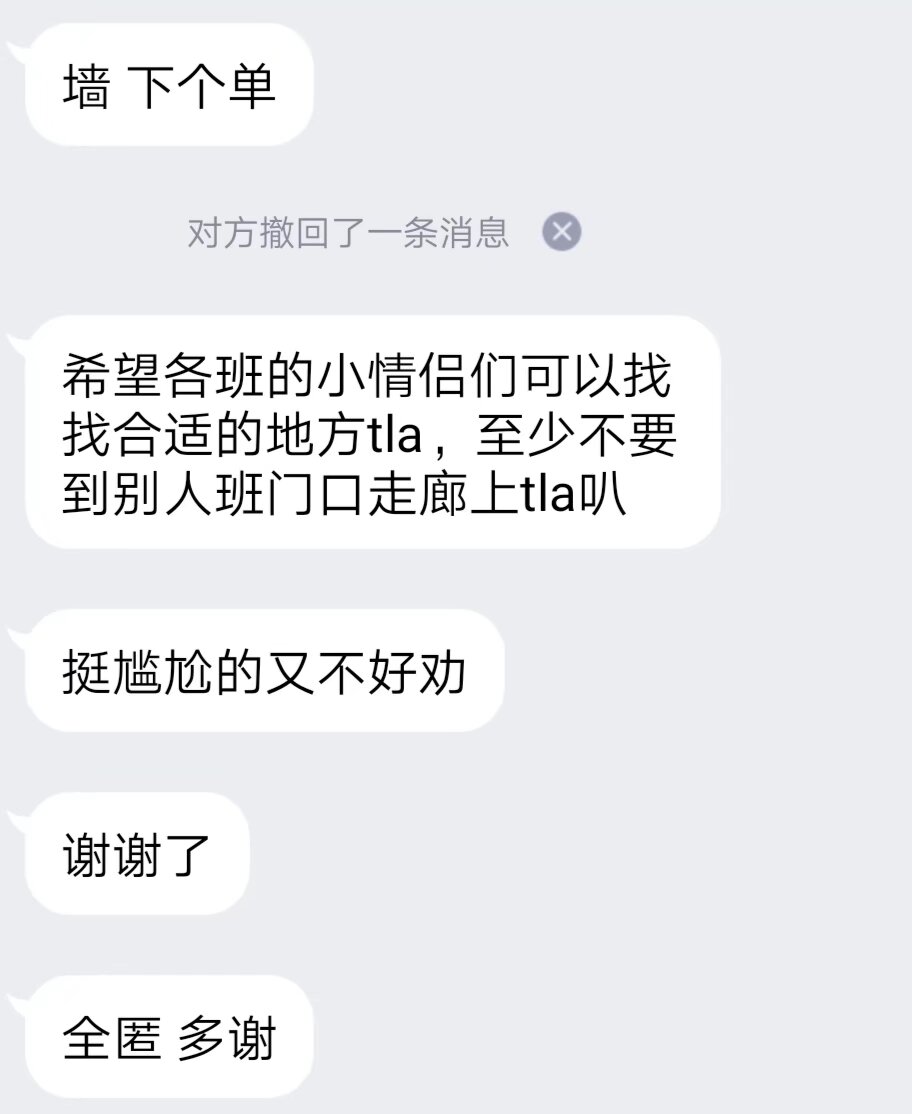 墙 下个单
对方撤回了一条消息
希望各班的小情侣们可以找
找合适的地方tla，至少不要
到别人班门口走廊上tla叭
挺尴尬的又不好劝
谢谢了
全匿 多谢